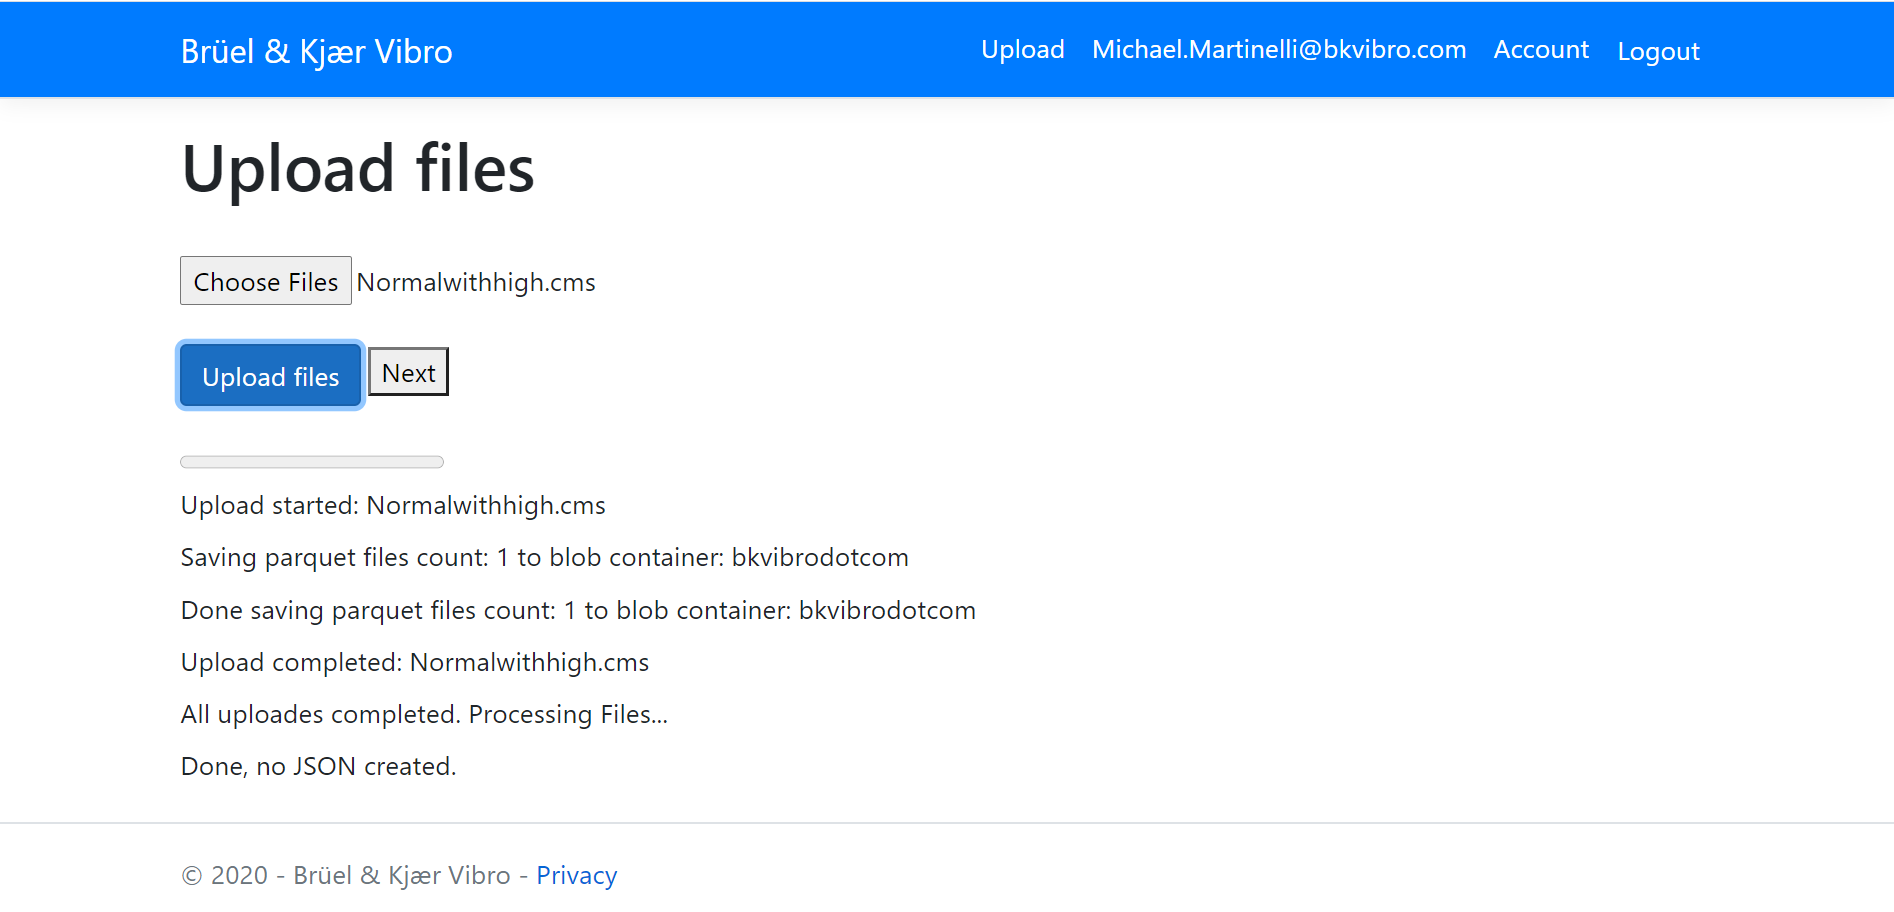 Brüel & Kjær Vibro Upload Michael.Martinelli@bkvibro.com Account Logout
Upload files
Choose Files Normalwithhigh.cms
Upload files Next
Upload started: Normalwithhigh.cms
Saving parquet files count: 1 to blob container: bkvibrodotcom
Done saving parquet files count: 1 to blob container: bkvibrodotcom
Upload completed: Normalwithhigh.cms
All uploades completed. Processing Files...
Done, no JSON created.
© 2020 - Brüel & Kjær Vibro - Privacy